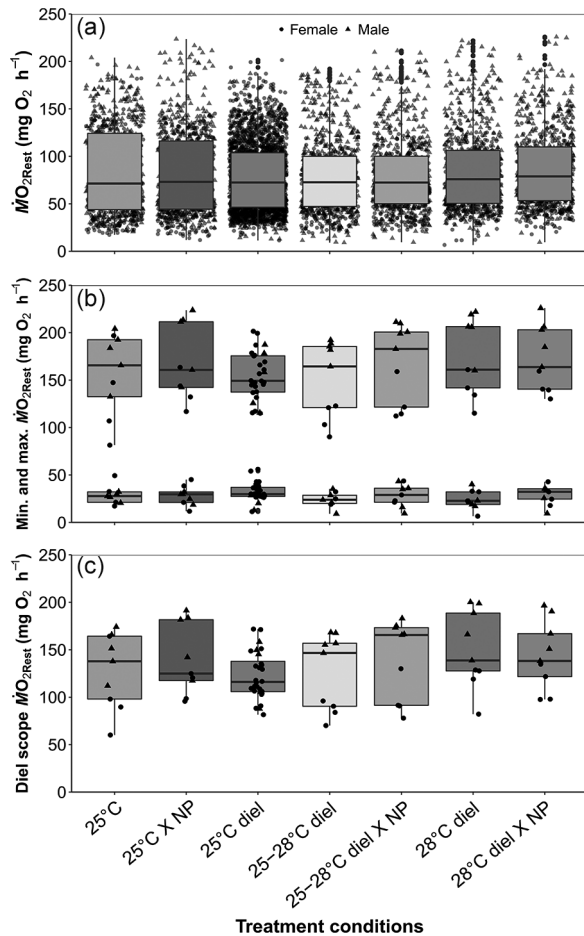 (a)
● Female ▲ Male
250
200
150
100
50
0
ṀO₂Rest (mg O₂ h⁻¹)
(b)
250
200
150
100
50
0
Min. and max. ṀO₂Rest (mg O₂ h⁻¹)
(c)
250
200
150
100
50
0
Diel scope ṀO₂Rest (mg O₂ h⁻¹)
25°C
25°C X NP
25°C diel
25–28°C diel
25–28°C diel X NP
28°C diel
28°C diel X NP
Treatment conditions